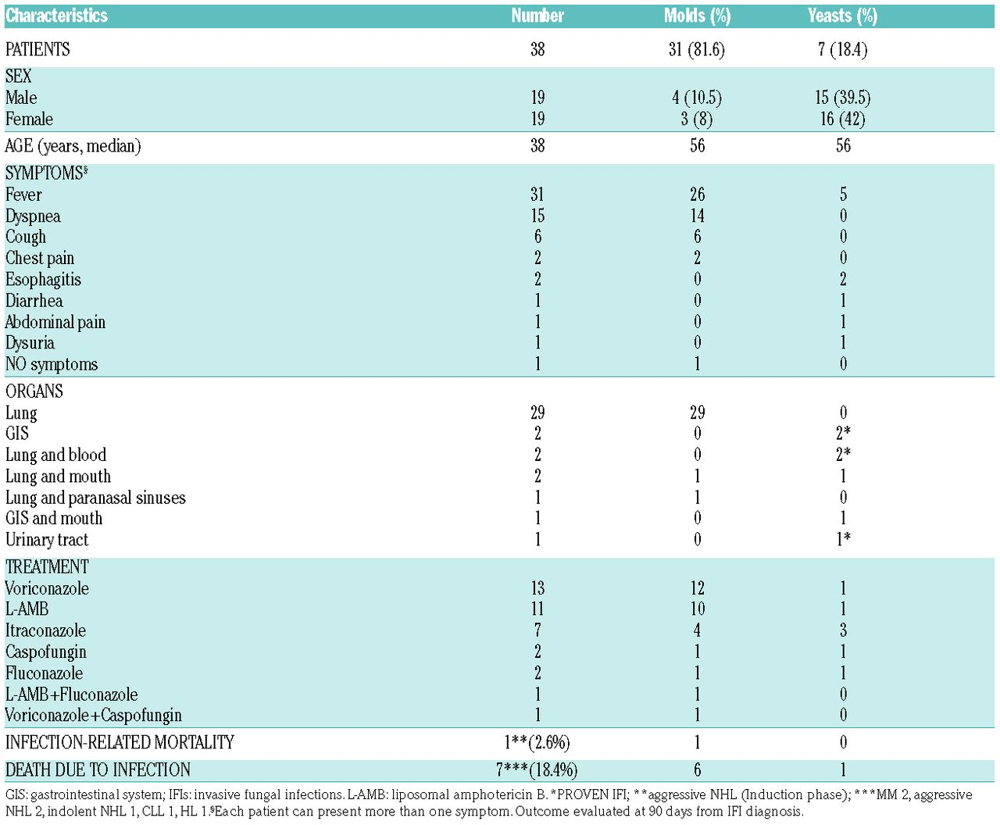 Characteristics Number Molds (%) Yeasts (%)
PATIENTS 38 31 (81.6) 7 (18.4)
SEX
Male 19 4 (10.5) 15 (39.5)
Female 19 3 (8) 16 (42)
AGE (years, median) 38 56 56
SYMPTOMS§
Fever 31 26 5
Dyspnea 15 14 0
Cough 6 6 0
Chest pain 2 2 0
Esophagitis 2 0 2
Diarrhea 1 0 1
Abdominal pain 1 0 1
Dysuria 1 0 1
NO symptoms 1 1 0
ORGANS
Lung 29 29 0
GIS 2 0 2*
Lung and blood 2 0 2*
Lung and mouth 2 1 1
Lung and paranasal sinuses 1 1 0
GIS and mouth 1 0 1
Urinary tract 1 0 1*
TREATMENT
Voriconazole 13 12 1
L-AMB 11 10 1
Itraconazole 7 4 3
Caspofungin 2 1 1
Fluconazole 2 1 1
L-AMB+Fluconazole 1 1 0
Voriconazole+Caspofungin 1 1 0
INFECTION-RELATED MORTALITY 1**(2.6%) 1 0
DEATH DUE TO INFECTION 7***(18.4%) 6 1
GIS: gastrointestinal system; IFIs: invasive fungal infections. L-AMB: liposomal amphotericin B. *PROVEN IFI; **aggressive NHL (Induction phase); ***MM 2, aggressive
NHL 2, indolent NHL 1, CLL 1, HL 1.§Each patient can present more than one symptom. Outcome evaluated at 90 days from IFI diagnosis.